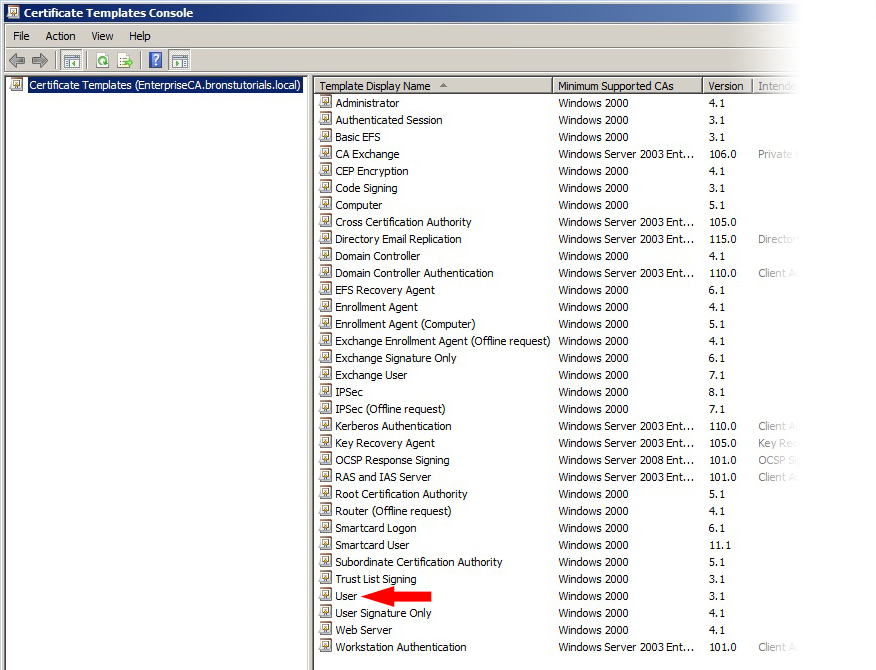 Certificate Templates Console
File Action View Help
Certificate Templates (EnterpriseCA.bronstutorials.local)
Template Display Name Minimum Supported CAs Version
Administrator Windows 2000 4.1
Authenticated Session Windows 2000 3.1
Basic EFS Windows 2000 3.1
CA Exchange Windows Server 2003 Ent... 106.0 Private
CEP Encryption Windows 2000 4.1
Code Signing Windows 2000 3.1
Computer Windows 2000 5.1
Cross Certification Authority Windows Server 2003 Ent... 105.0
Directory Email Replication Windows Server 2003 Ent... 115.0
Domain Controller Windows 2000 4.1
Domain Controller Authentication Windows Server 2003 Ent... 110.0 Client
EFS Recovery Agent Windows 2000 6.1
Enrollment Agent Windows 2000 4.1
Enrollment Agent (Computer) Windows 2000 5.1
Exchange Enrollment Agent (Offline request) Windows 2000 4.1
Exchange Signature Only Windows 2000 6.1
Exchange User Windows 2000 7.1
IPSec Windows 2000 8.1
IPSec (Offline request) Windows 2000 7.1
Kerberos Authentication Windows Server 2003 Ent... 110.0 Client
Key Recovery Agent Windows Server 2003 Ent... 105.0 Key
OCSP Response Signing Windows Server 2008 Ent... 101.0 OCSP
RAS and IAS Server Windows Server 2003 Ent... 101.0 Client
Root Certification Authority Windows 2000 5.1
Router (Offline request) Windows 2000 4.1
Smartcard Logon Windows 2000 6.1
Smartcard User Windows 2000 11.1
Subordinate Certification Authority Windows 2000 5.1
Trust List Signing Windows 2000 3.1
User Windows 2000 3.1
User Signature Only Windows 2000 4.1
Web Server Windows 2000 4.1
Workstation Authentication Windows Server 2003 Ent... 101.0 Client